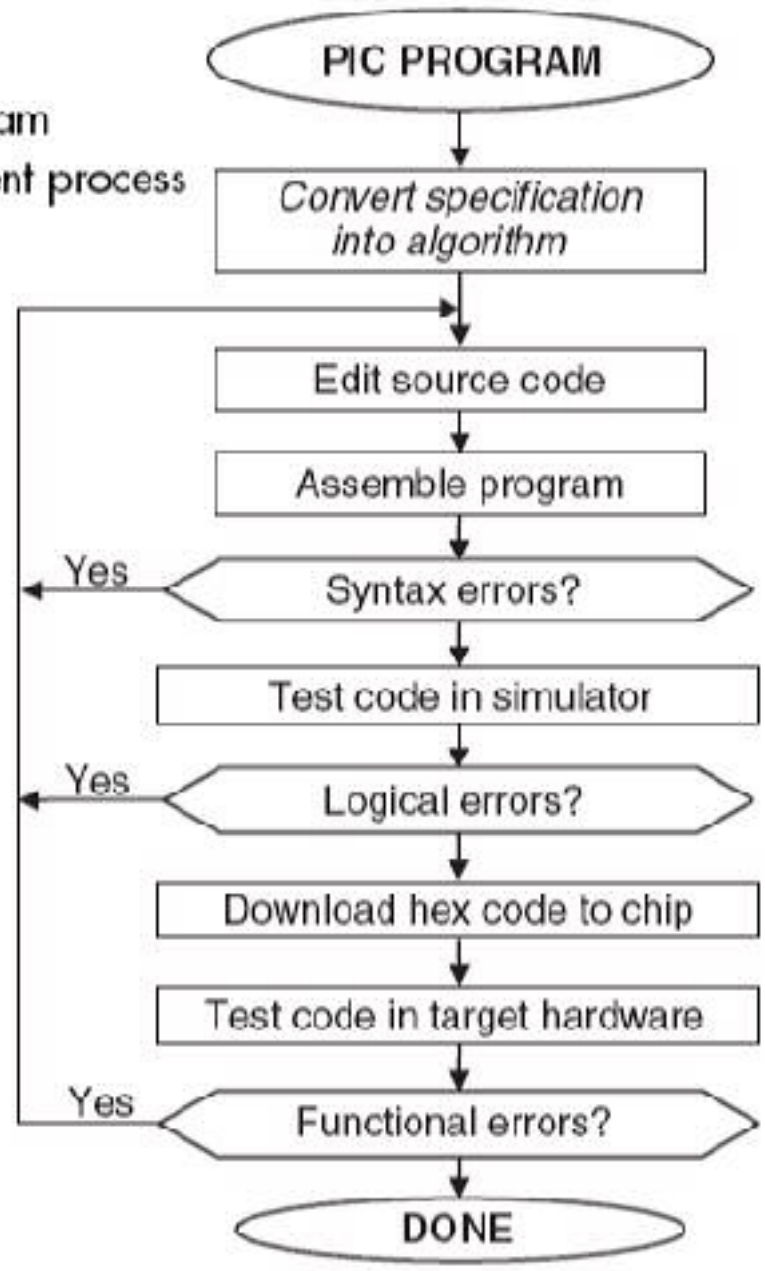 PIC PROGRAM
process
Convert specification
into algorithm
Edit source code
Assemble program
Yes
Syntax errors?
Test code in simulator
Yes
Logical errors?
Download hex code to chip
Test code in target hardware
Yes
Functional errors?
DONE